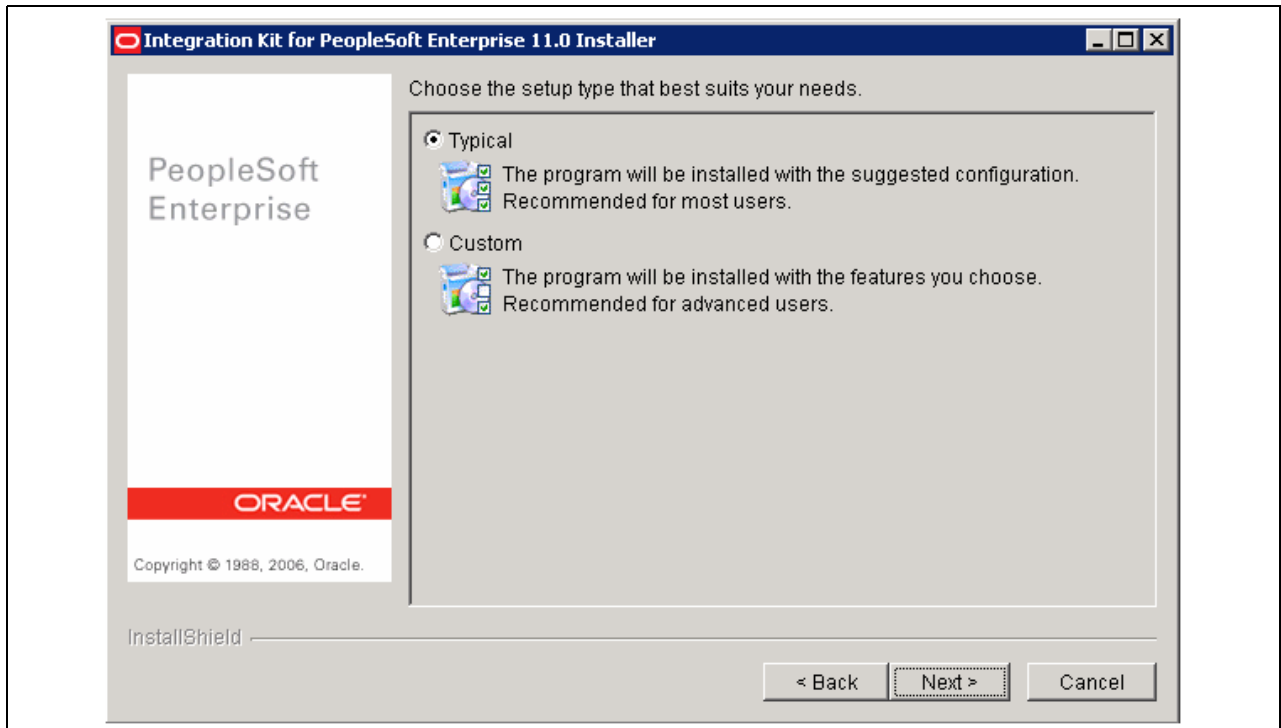 Integration Kit for PeopleSoft Enterprise 11.0 Installer
PeopleSoft
Enterprise
ORACLE
Copyright © 1988, 2006, Oracle.
Choose the setup type that best suits your needs.
Typical
The program will be installed with the suggested configuration.
Recommended for most users.
Custom
The program will be installed with the features you choose.
Recommended for advanced users.
InstallShield
< Back
Next >
Cancel